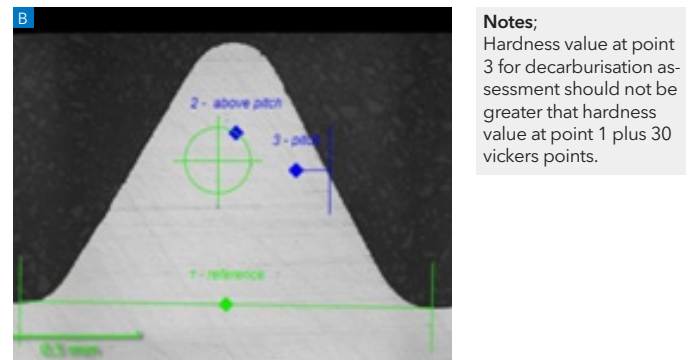 B
2 - above pitch
3 - pitch
1 - reference
0.5 mm
Notes;
Hardness value at point
3 for decarburisation as-
sessment should not be
greater that hardness
value at point 1 plus 30
vickers points.